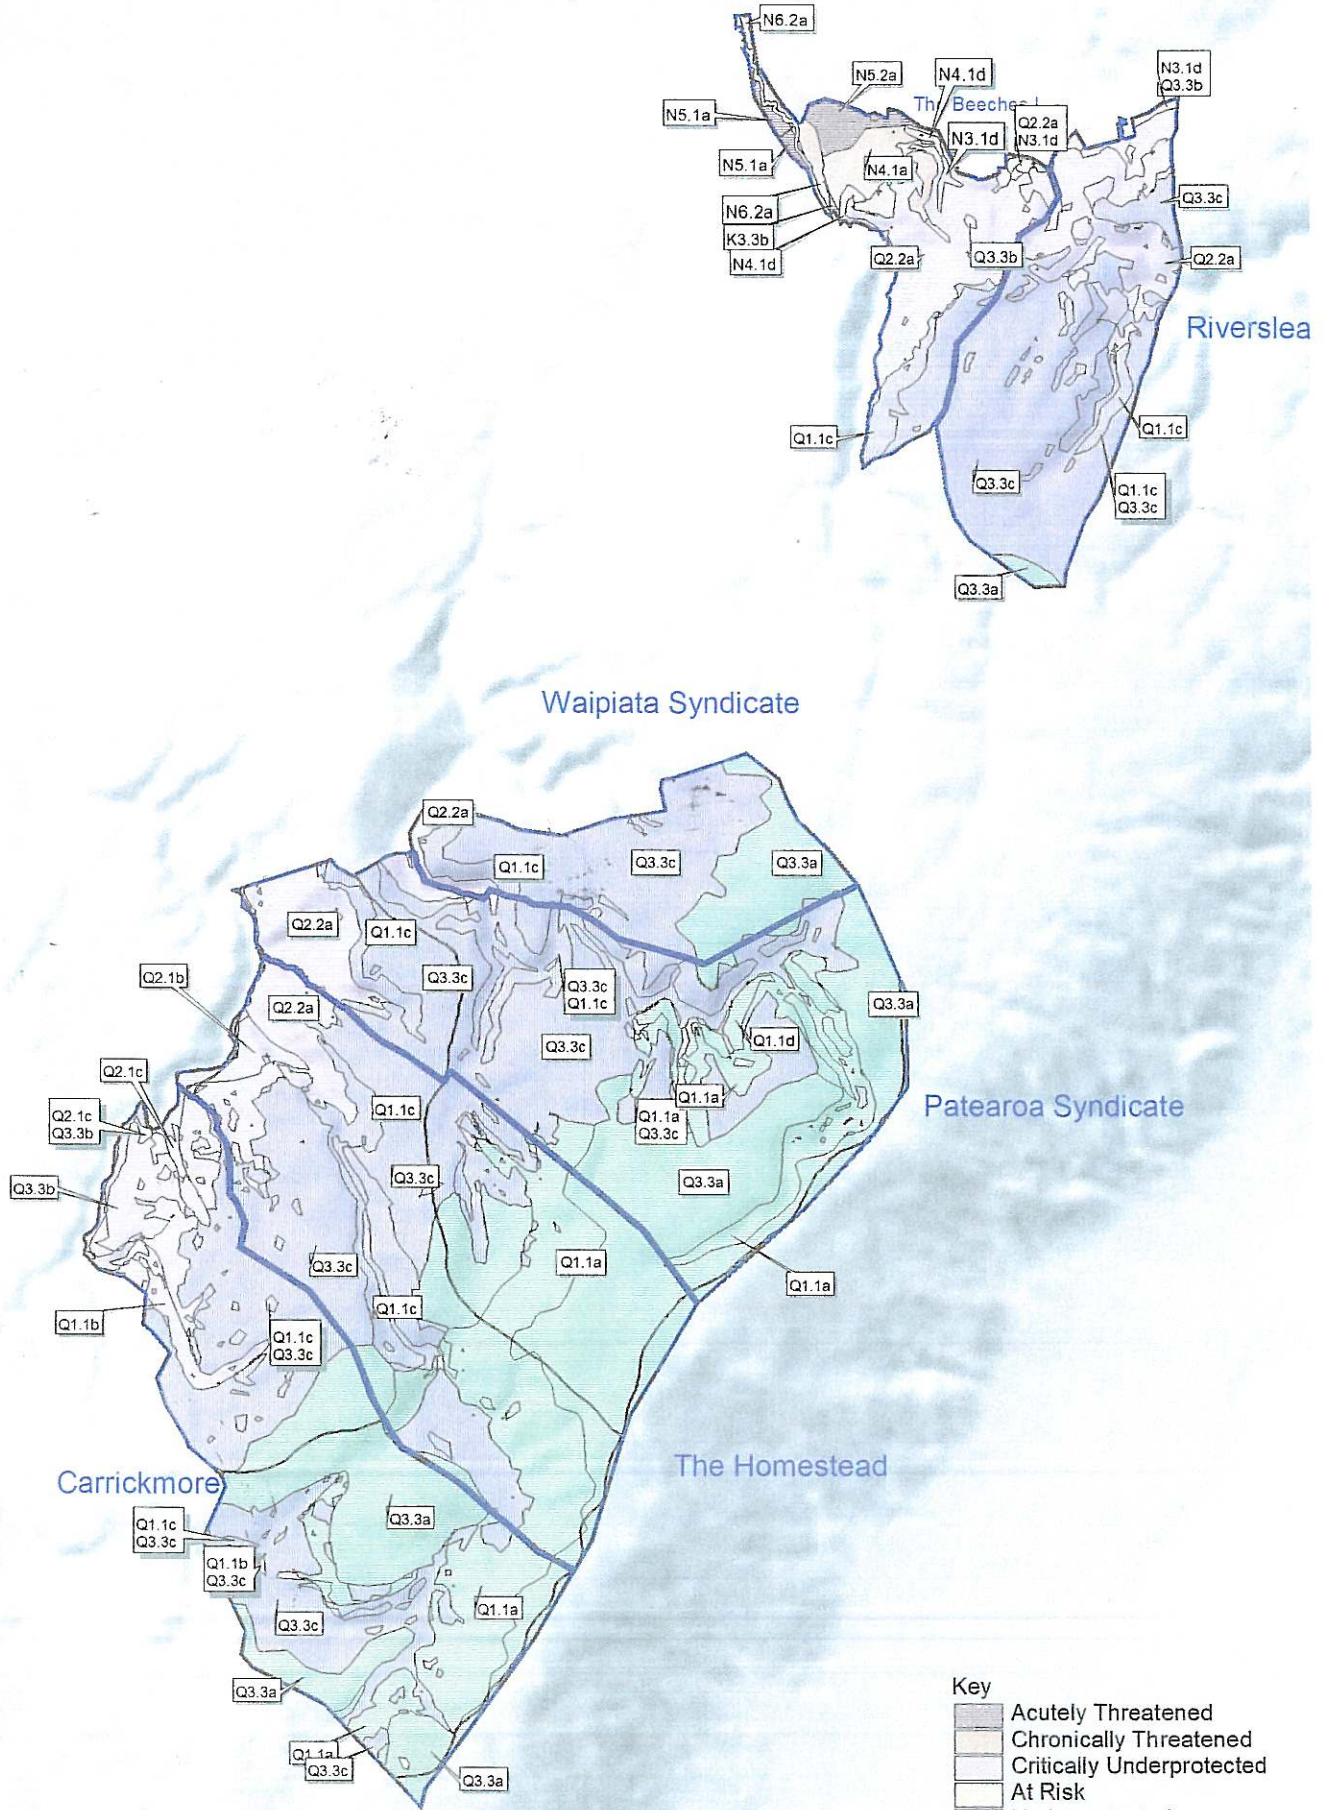 N6.2a
N5.2a
N4.1d
N3.1d
Q3.3b
N5.1a
The Beeches
Q2.2a
N3.1d
N3.1d
N5.1a
N4.1a
Q3.3c
N6.2a
K3.3b
N4.1d
Q2.2a
Q3.3b
Q2.2a
Riverslea
Q1.1c
Q1.1c
Q3.3c
Q1.1c
Q3.3c
Q3.3a
Waipiata Syndicate
Q2.2a
Q1.1c
Q3.3c
Q3.3a
Q2.2a
Q1.1c
Q2.1b
Q3.3c
Q3.3c
Q1.1c
Q2.2a
Q3.3a
Q3.3c
Q1.1d
Q2.1c
Q1.1a
Q2.1c
Q3.3b
Q1.1c
Q1.1a
Q3.3c
Patearoa Syndicate
Q3.3b
Q3.3c
Q3.3a
Q3.3c
Q1.1a
Q1.1a
Q1.1b
Q1.1c
Q1.1c
Q3.3c
The Homestead
Carrickmore
Q3.3a
Q1.1c
Q3.3c
Q1.1b
Q3.3c
Q3.3c
Q1.1a
Q3.3a
Q1.1a
Q3.3c
Q3.3a
Key
Acutely Threatened
Chronically Threatened
Critically Underprotected
At Risk